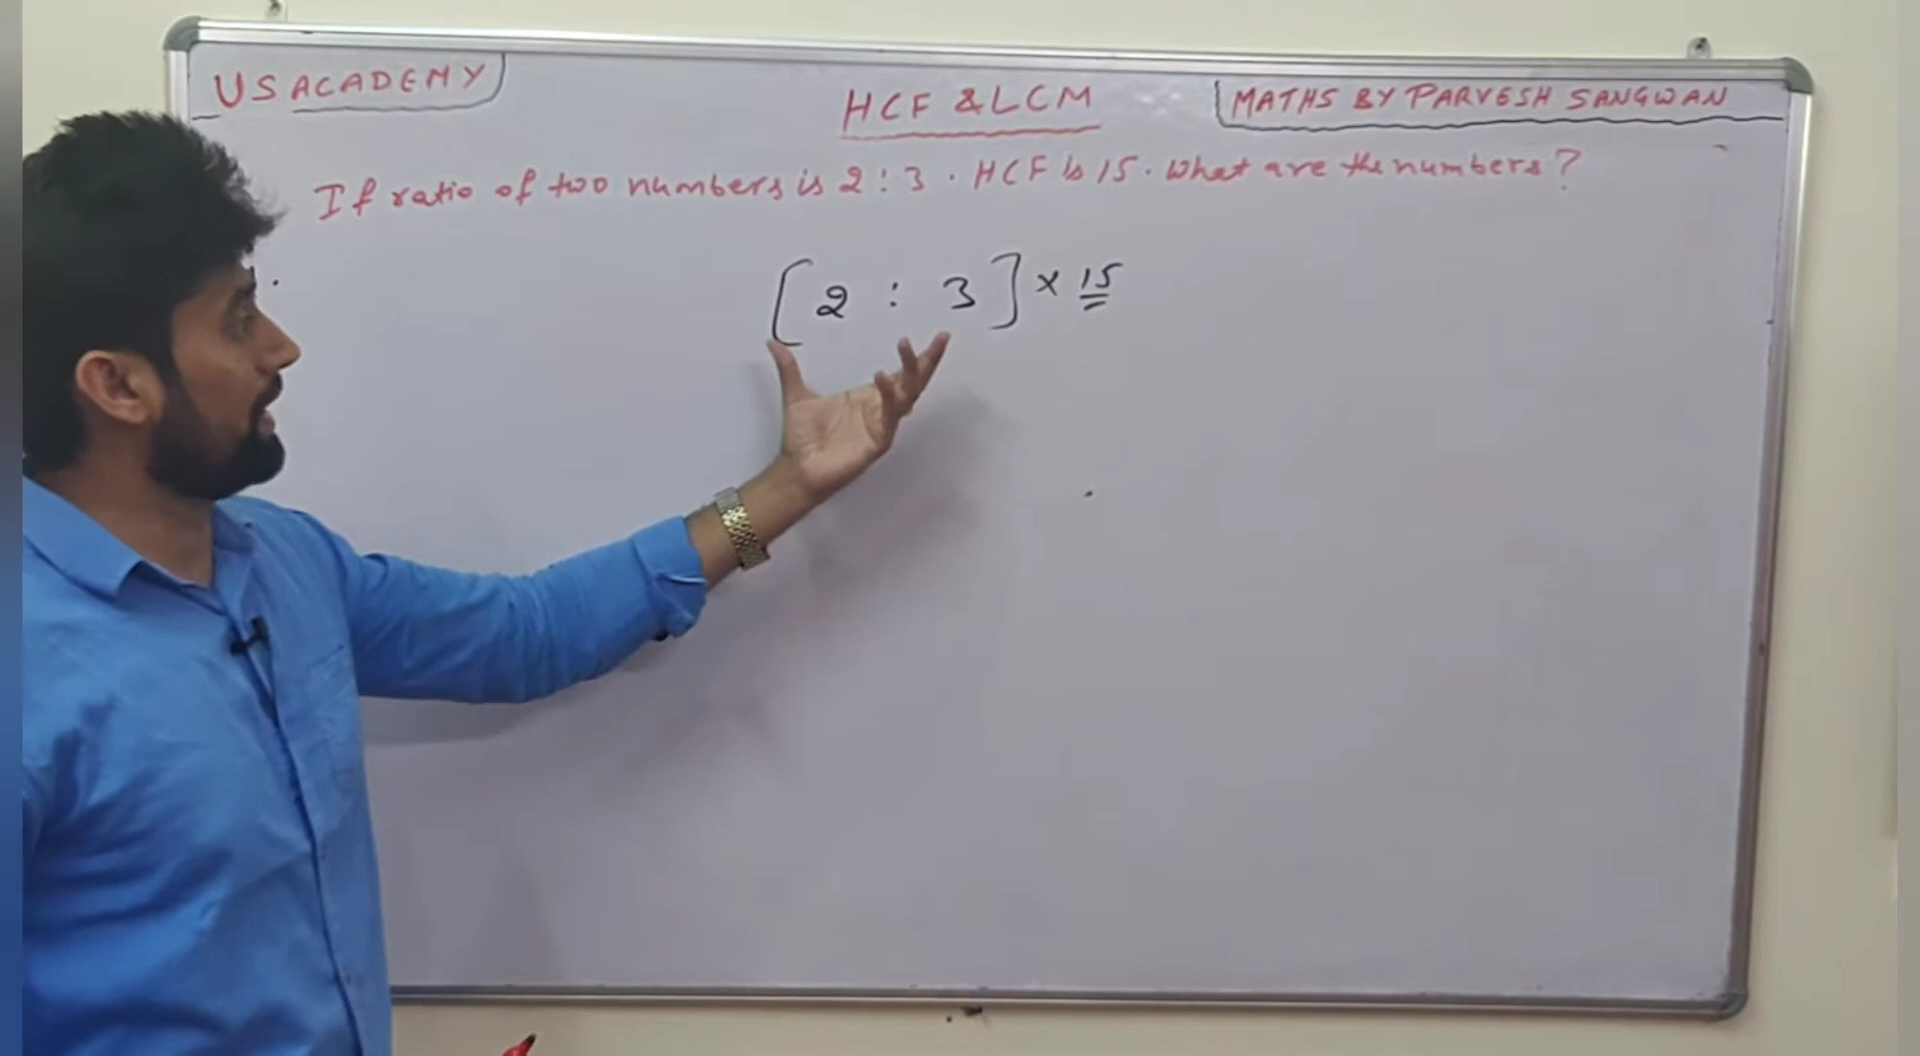 US ACADEMY
HCF & LCM
MATHS BY PARVESH SANGWAN
If ratio of two numbers is 2 : 3 . HCF is 15 . What are the numbers ?
[ 2 : 3 ] × 15